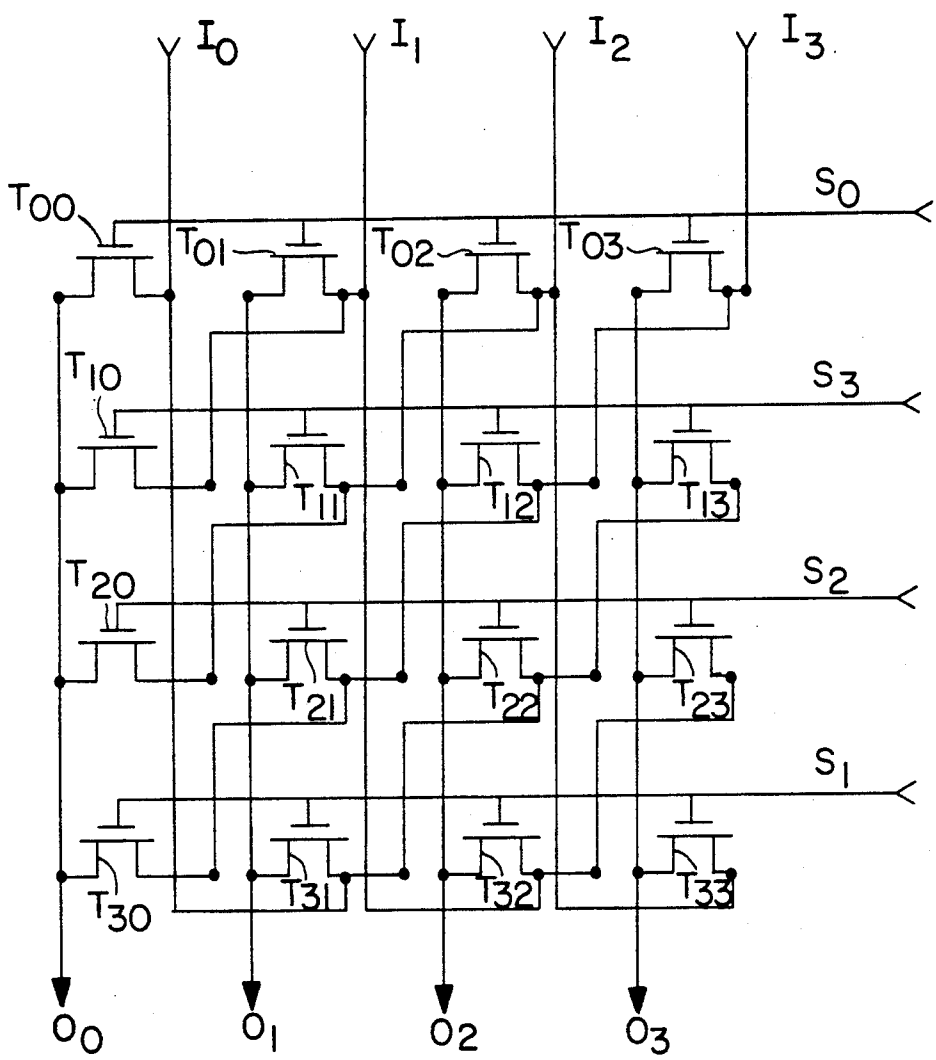 I0 I1 I2 I3
S0
T00 T01 T02 T03
S3
T10
T11 T12 T13
S2
T20
T21 T22 T23
S1
T30 T31 T32 T33
O0 O1 O2 O3